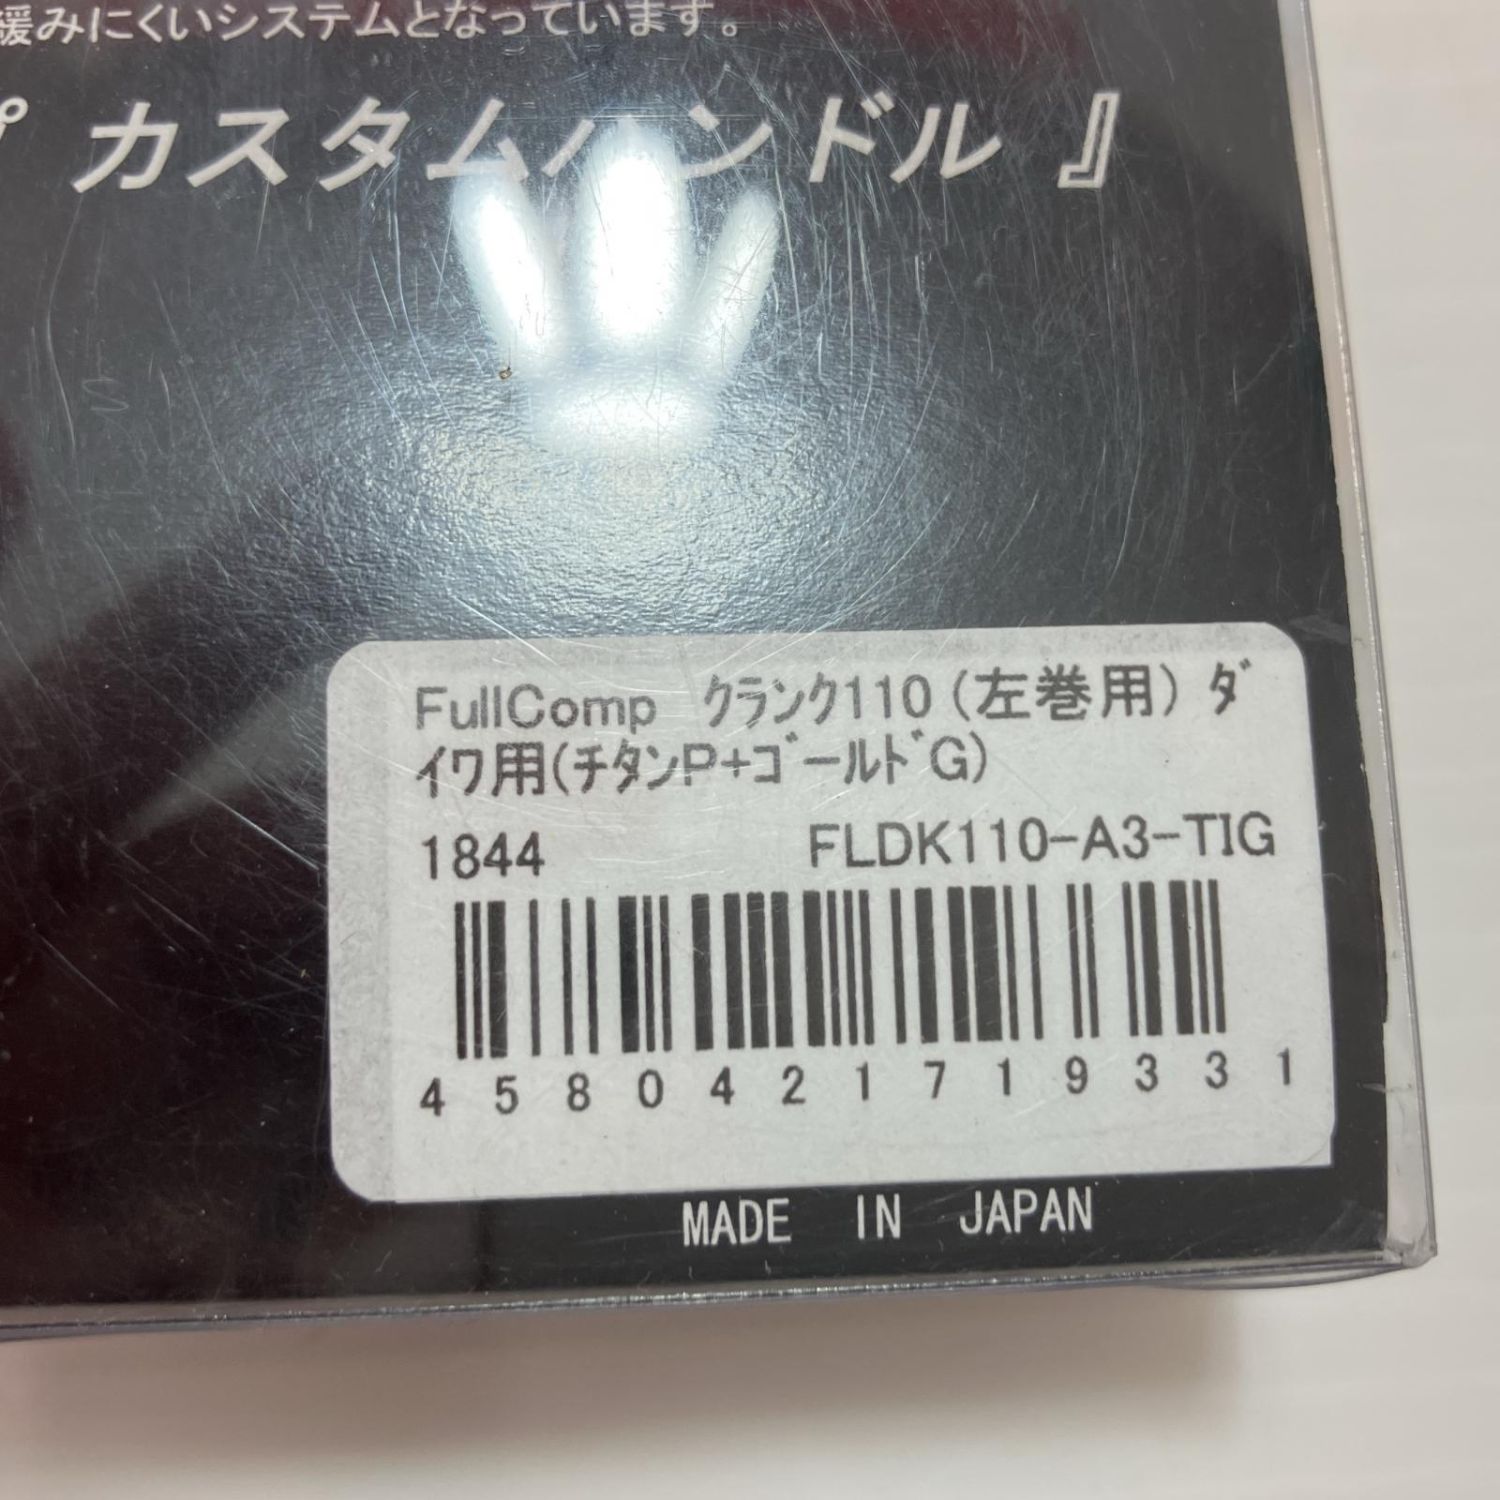 緩みにくいシステムとなっています。
プ カスタムハンドル 』
FullComp ｸﾗﾝｸ110（左巻用）ﾀﾞ
ｲﾜ用(ﾁﾀﾝP+ｺﾞｰﾙﾄﾞG)
1844 FLDK110-A3-TIG
4580421719331
MADE IN JAPAN